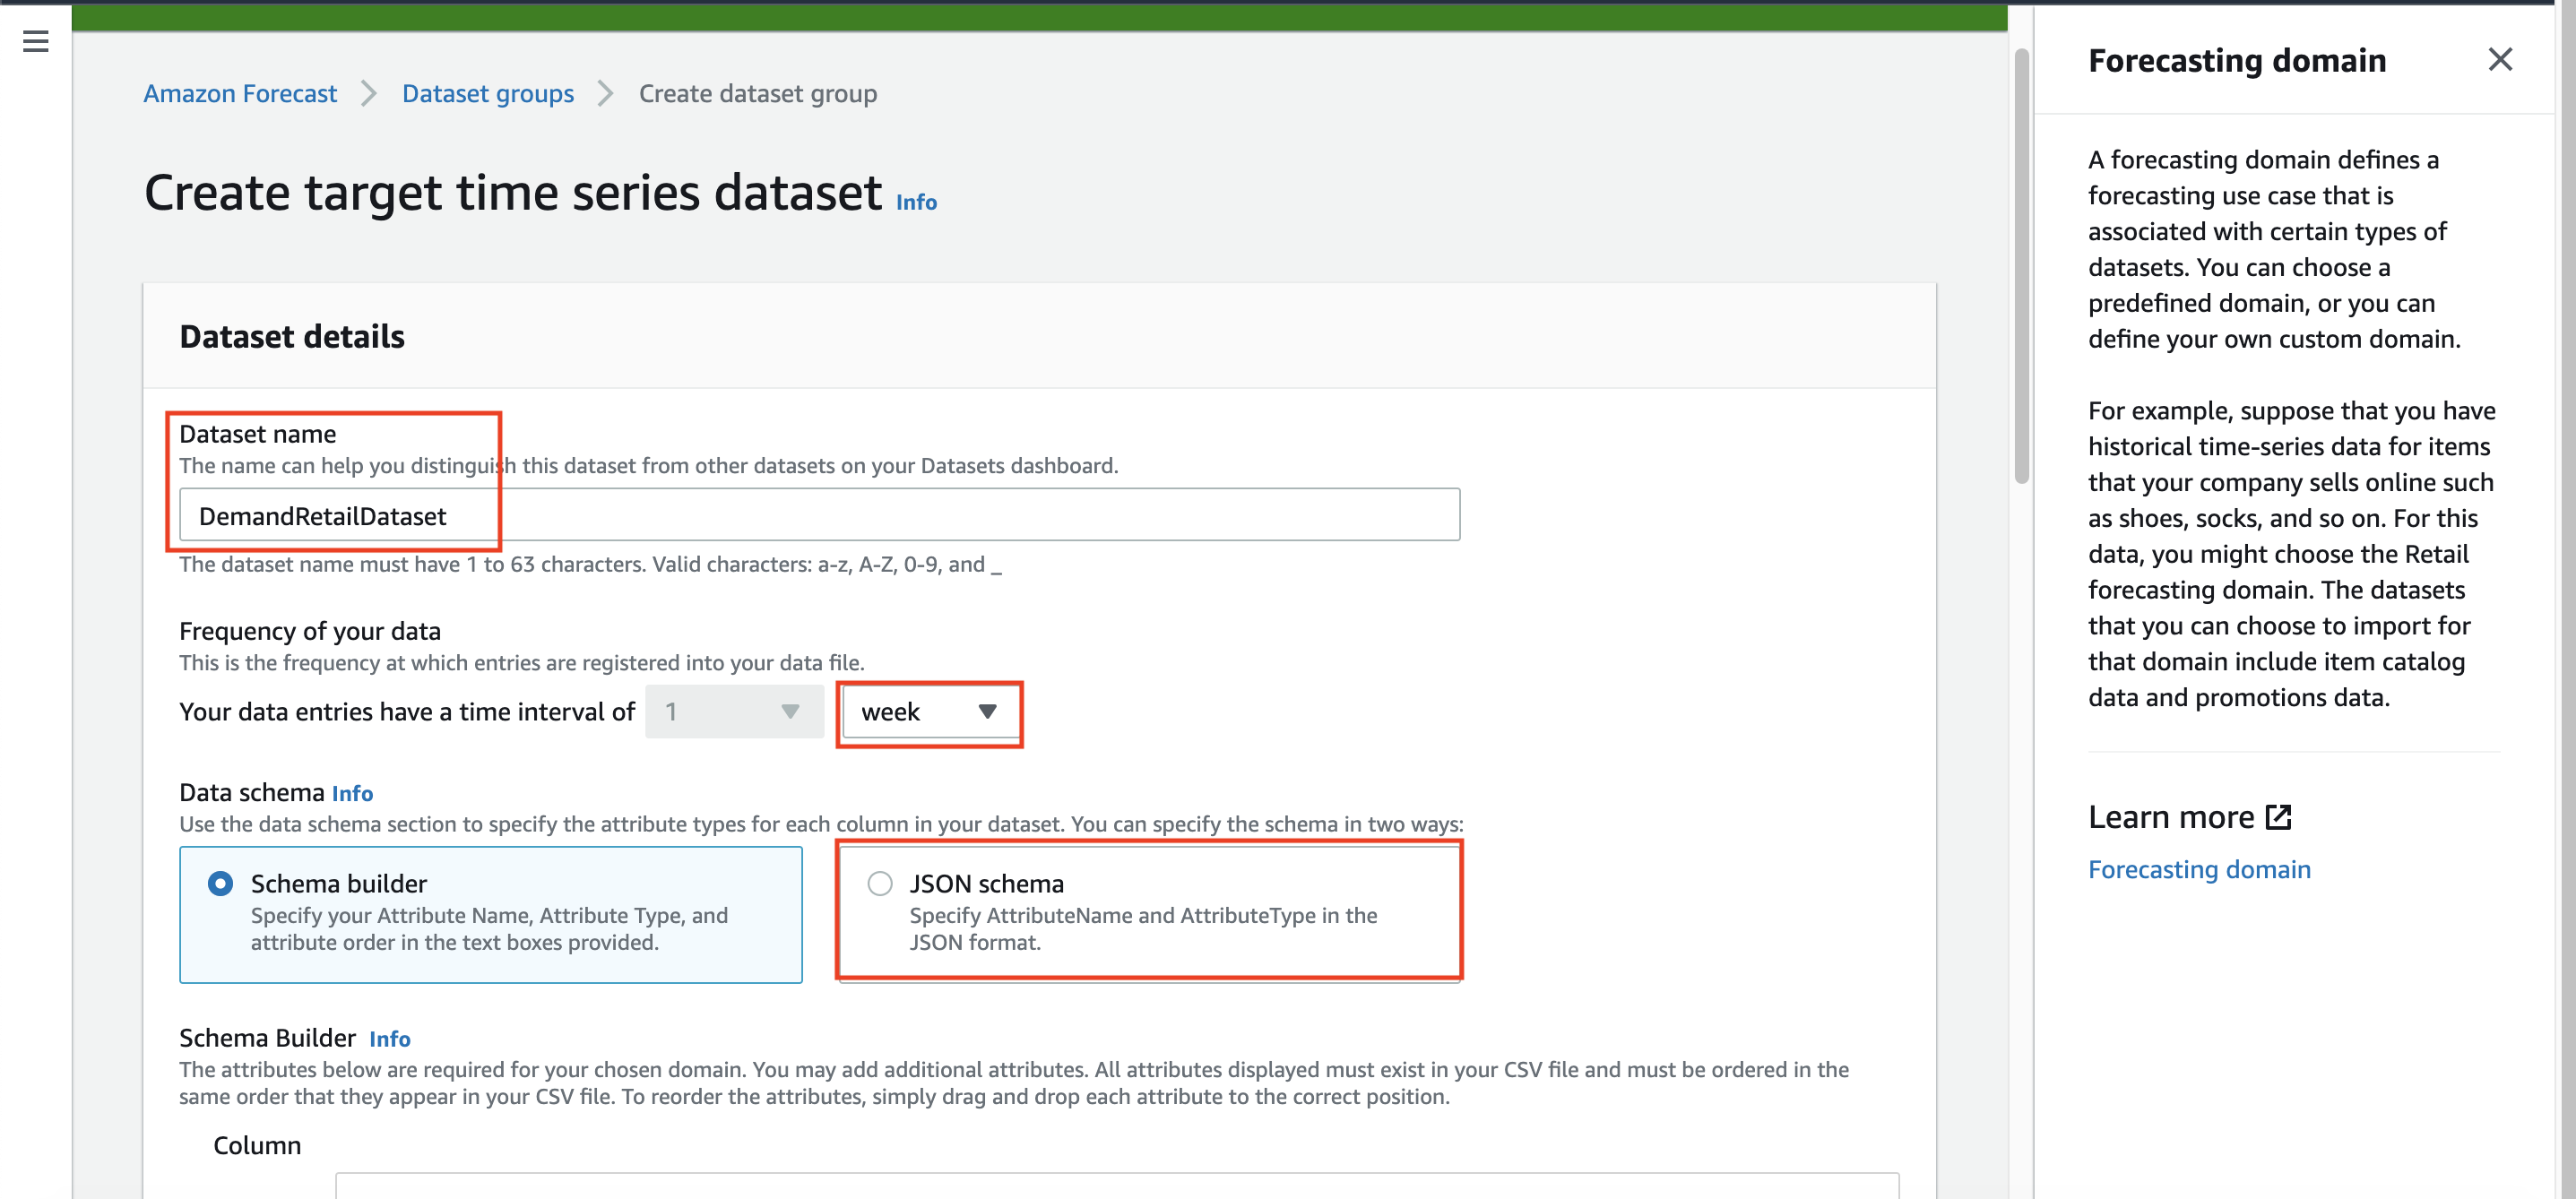 Amazon Forecast > Dataset groups > Create dataset group
Create target time series dataset Info
Dataset details
Dataset name
The name can help you distinguish this dataset from other datasets on your Datasets dashboard.
DemandRetailDataset
The dataset name must have 1 to 63 characters. Valid characters: a-z, A-Z, 0-9, and _
Frequency of your data
This is the frequency at which entries are registered into your data file.
Your data entries have a time interval of 1 week
Data schema Info
Use the data schema section to specify the attribute types for each column in your dataset. You can specify the schema in two ways:
Schema builder
Specify your Attribute Name, Attribute Type, and
attribute order in the text boxes provided.
JSON schema
Specify AttributeName and AttributeType in the
JSON format.
Schema Builder Info
The attributes below are required for your chosen domain. You may add additional attributes. All attributes displayed must exist in your CSV file and must be ordered in the
same order that they appear in your CSV file. To reorder the attributes, simply drag and drop each attribute to the correct position.
Column
Forecasting domain
A forecasting domain defines a
forecasting use case that is
associated with certain types of
datasets. You can choose a
predefined domain, or you can
define your own custom domain.
For example, suppose that you have
historical time-series data for items
that your company sells online such
as shoes, socks, and so on. For this
data, you might choose the Retail
forecasting domain. The datasets
that you can choose to import for
that domain include item catalog
data and promotions data.
Learn more
Forecasting domain